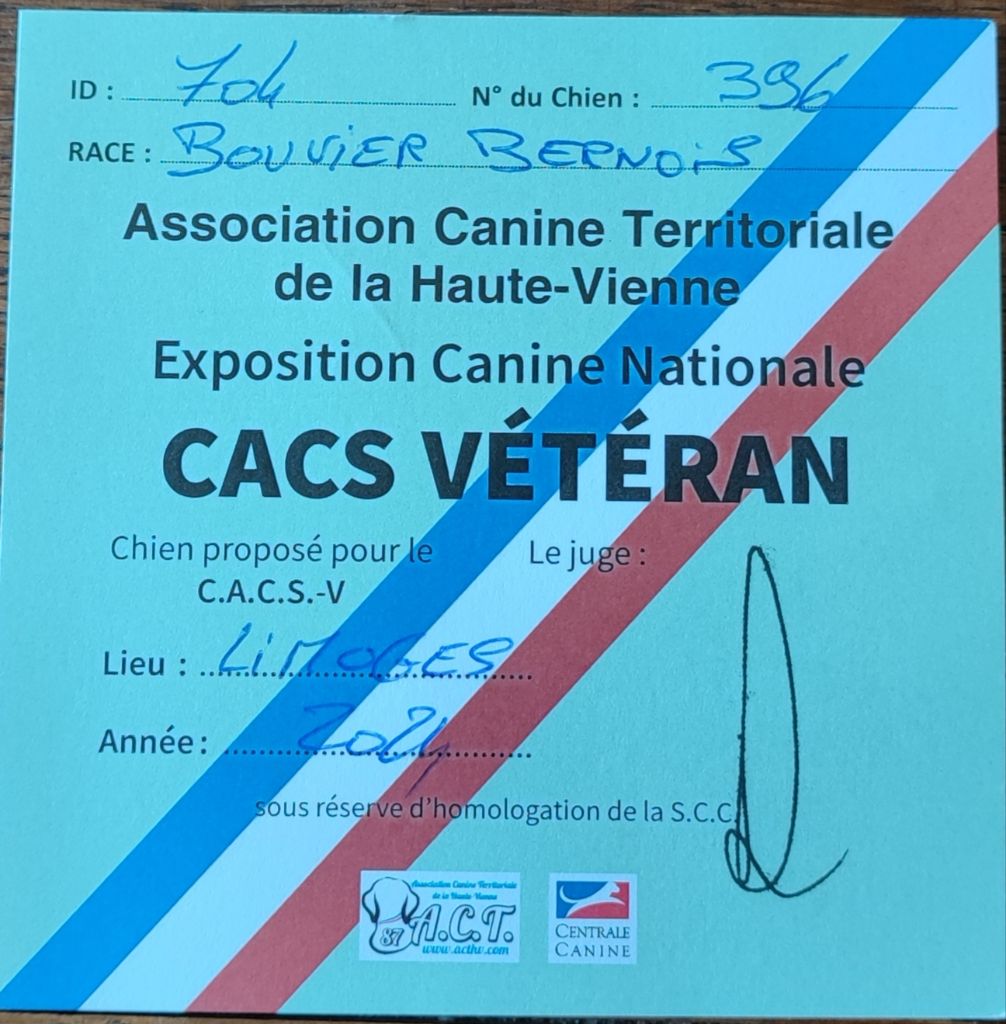 ID : 704 N° du Chien : 396
RACE : BOUVIER BERNOIS
Association Canine Territoriale
de la Haute-Vienne
Exposition Canine Nationale
CACS VÉTÉRAN
Chien proposé pour le Le juge :
C.A.C.S.-V
Lieu : LIMOGES
Année : 2024
sous réserve d'homologation de la S.C.C.
Association Canine Territoriale
de la Haute-Vienne
87 A.C.T.
www.acthv.com
CENTRALE
CANINE